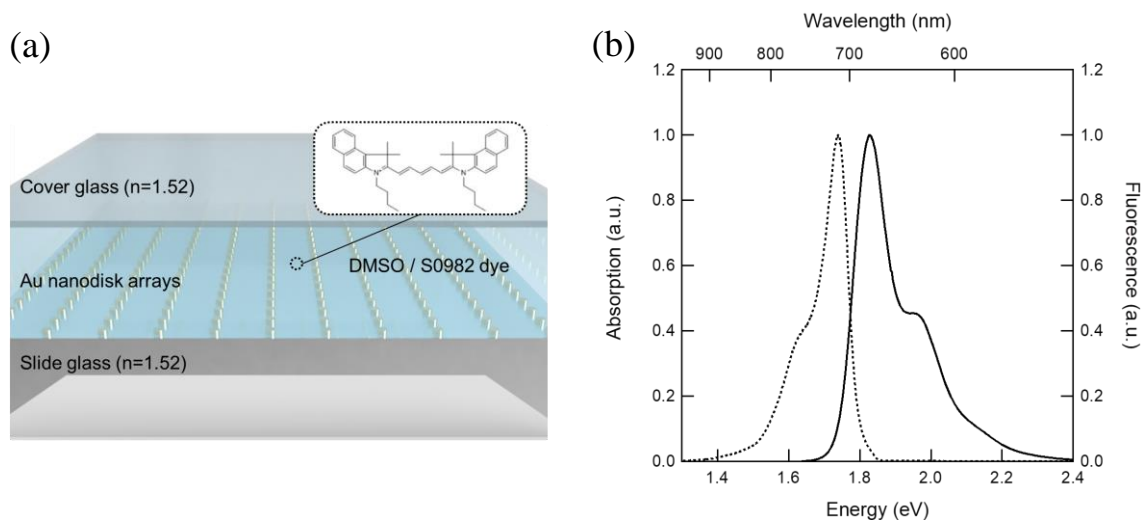 (a)
Cover glass (n=1.52)
N+
N
DMSO / S0982 dye
Au nanodisk arrays
Slide glass (n=1.52)
(b)
Wavelength (nm)
900 800 700 600
1.2 1.2
1.0 1.0
0.8 0.8
0.6 0.6
0.4 0.4
0.2 0.2
0.0 0.0
Absorption (a.u.)
Fluorescence (a.u.)
1.4 1.6 1.8 2.0 2.2 2.4
Energy (eV)